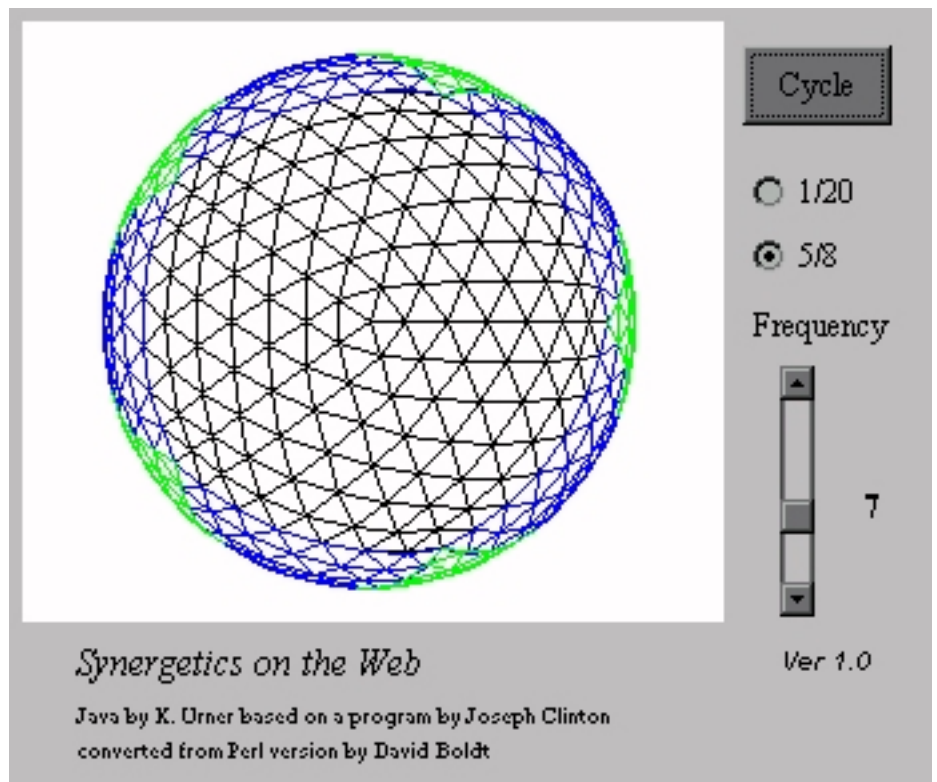 Cycle
1/20
5/8
Frequency
7
Synergetics on the Web
Ver 1.0
Java by K. Urner based on a program by Joseph Clinton
converted from Perl version by David Boldt